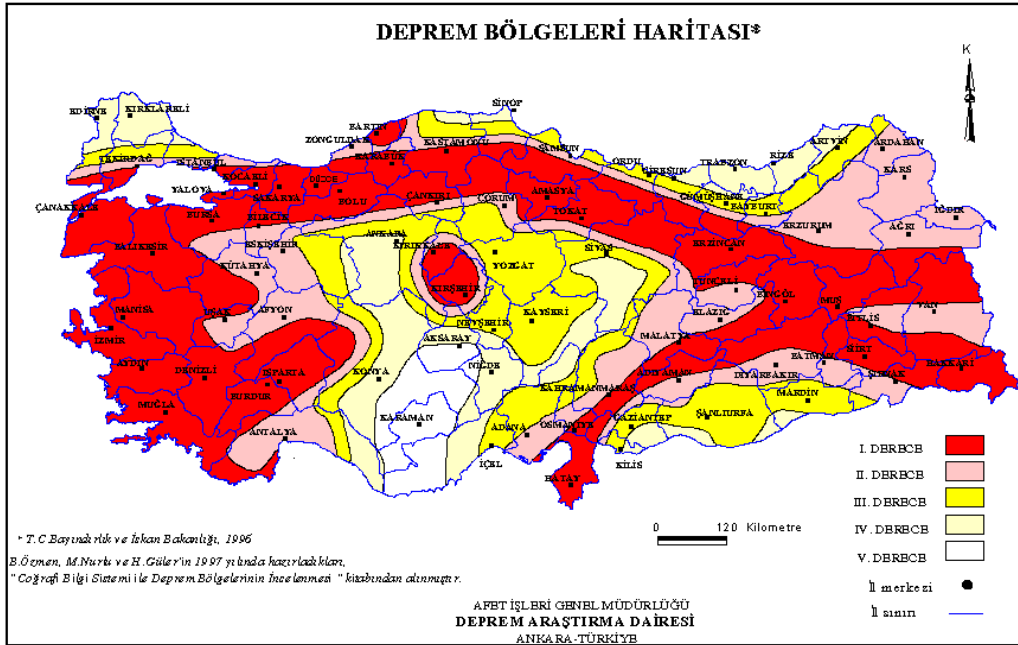 DEPREM BÖLGELERİ HARİTASI*
K
SİNOP
EDİRNE
KIRKLARELİ
BARTIN
ZONGULDAK
KASTAMONU
KARABUK
SAMSUN
ORDU
GİRESUN
TRABZON
RİZE
ARTVİN
ARDAHAN
KARS
TEKİRDAĞ
İSTANBUL
KOCAELİ
YALOVA
SAKARYA
DÜZCE
BOLU
ÇANKIRI
ÇORUM
AMASYA
TOKAT
GÜMÜŞHANE
BAYBURT
ERZURUM
IĞDIR
AĞRI
ÇANAKKALE
BURSA
BİLECİK
ESKİŞEHİR
ANKARA
KIRIKKALE
YOZGAT
SİVAS
ERZİNCAN
BALIKESİR
KÜTAHYA
KIRŞEHİR
TUNCELİ
BİNGÖL
MUŞ
VAN
BİTLİS
MANİSA
UŞAK
AFYON
NEVŞEHİR
KAYSERİ
MALATYA
ELAZIĞ
İZMİR
AKSARAY
SİİRT
BATMAN
HAKKARİ
AYDIN
DENİZLİ
ISPARTA
KONYA
NİĞDE
KAHRAMANMARAŞ
ADIYAMAN
DİYARBAKIR
ŞIRNAK
MARDİN
MUĞLA
BURDUR
KARAMAN
ANTALYA
ADANA
OSMANİYE
GAZİANTEP
ŞANLIURFA
İÇEL
KİLİS
HATAY
I. DERECE
II. DERECE
III. DERECE
IV. DERECE
V. DERECE
İl merkezi
İl sınırı
0 120 Kilometre
* T.C Bayındırlık ve İskan Bakanlığı, 1996
B.Özmen, M.Nurlu ve H.Güler'in 1997 yılında hazırladıkları,
"Coğrafi Bilgi Sistemi ile Deprem Bölgelerinin İncelenmesi " kitabından alınmıştır.
AFET İŞLERİ GENEL MÜDÜRLÜĞÜ
DEPREM ARAŞTIRMA DAİRESİ
ANKARA-TÜRKİYE